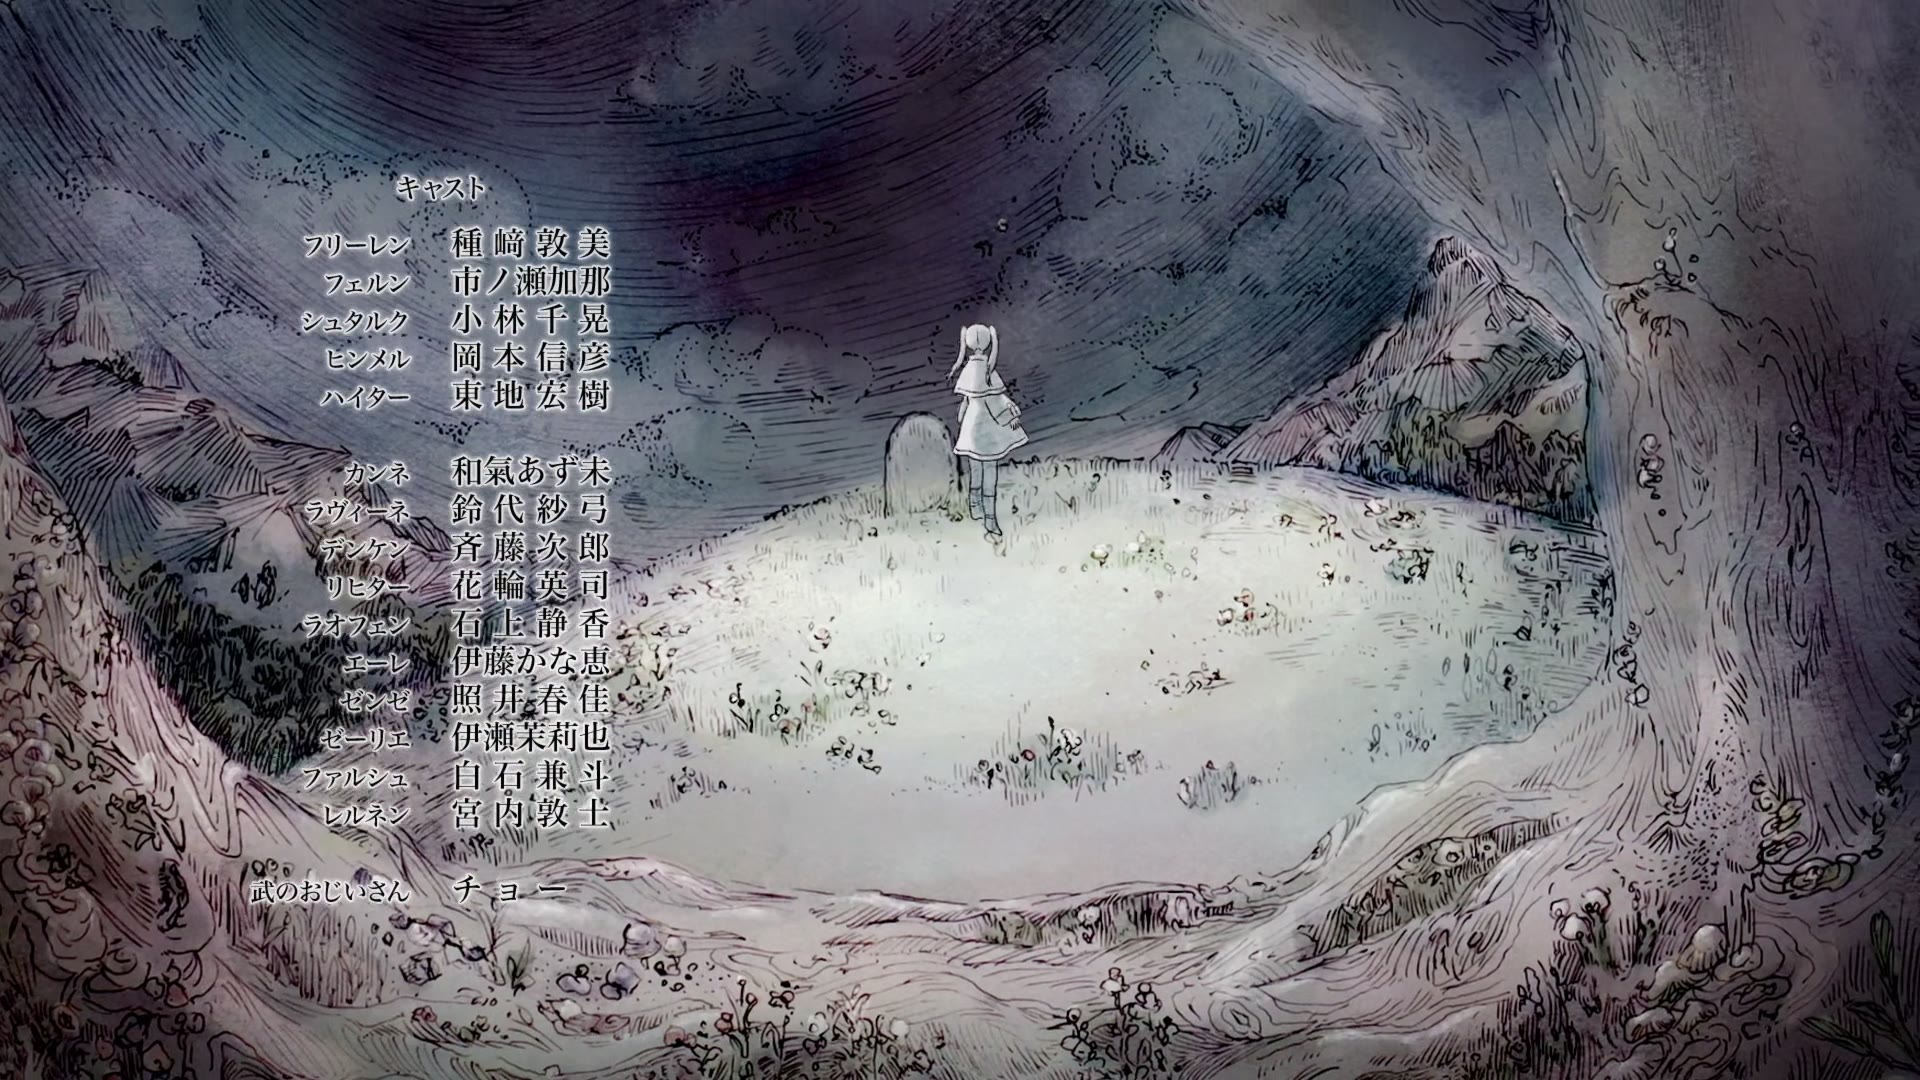 キャスト
フリーレン 種﨑敦美
フェルン 市ノ瀬加那
シュタルク 小林千晃
ヒンメル 岡本信彦
ハイター 東地宏樹
カンネ 和氣あず未
ラヴィーネ 鈴代紗弓
デンケン 斉藤次郎
リヒター 花輪英司
ラオフェン 石上静香
エーレ 伊藤かな恵
ゼンゼ 照井春佳
ゼーリエ 伊瀬茉莉也
ファルシュ 白石兼斗
レルネン 宮内敦士
武のおじいさん チョー